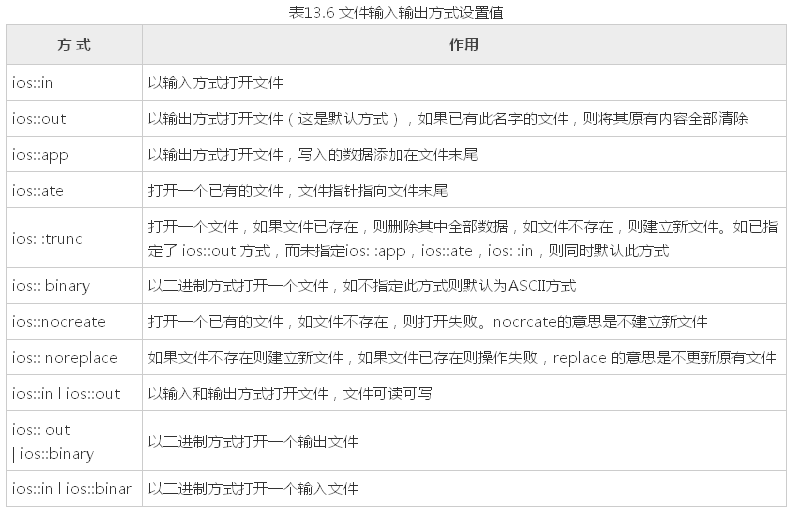 表13.6 文件输入输出方式设置值
方 式 作用
ios::in 以输入方式打开文件
ios::out 以输出方式打开文件（这是默认方式），如果已有此名字的文件，则将其原有内容全部清除
ios::app 以输出方式打开文件，写入的数据添加在文件末尾
ios::ate 打开一个已有的文件，文件指针指向文件末尾
ios: :trunc 打开一个文件，如果文件已存在，则删除其中全部数据，如文件不存在，则建立新文件。如已指
定了 ios::out 方式，而未指定ios: :app，ios::ate，ios: :in，则同时默认此方式
ios:: binary 以二进制方式打开一个文件，如不指定此方式则默认为ASCII方式
ios::nocreate 打开一个已有的文件，如文件不存在，则打开失败。nocrcate的意思是不建立新文件
ios:: noreplace 如果文件不存在则建立新文件，如果文件已存在则操作失败，replace 的意思是不更新原有文件
ios::in l ios::out 以输入和输出方式打开文件，文件可读可写
ios:: out
| ios::binary 以二进制方式打开一个输出文件
ios::in l ios::binar 以二进制方式打开一个输入文件